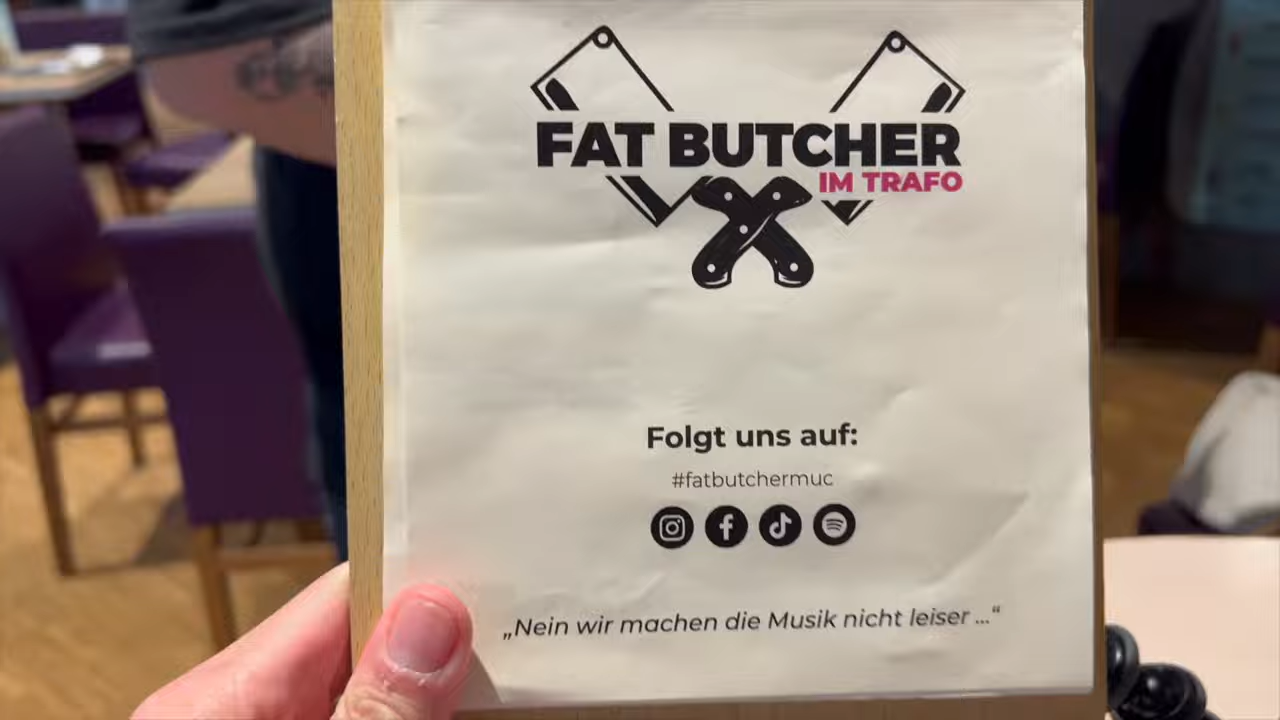 FAT BUTCHER
IM TRAFO
Folgt uns auf:
#fatbutchermuc
„Nein wir machen die Musik nicht leiser ...“